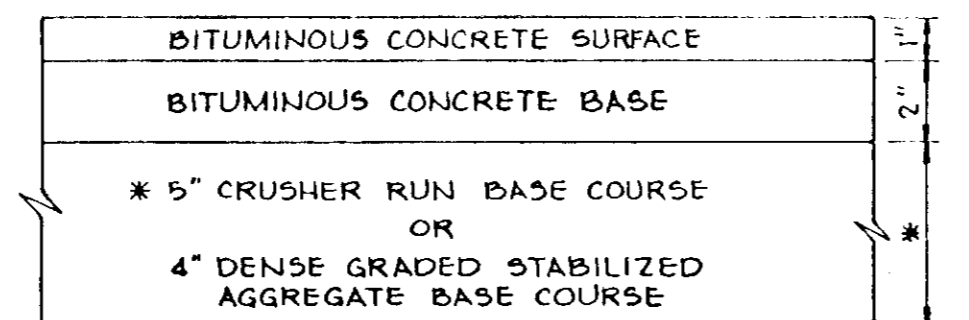 BITUMINOUS CONCRETE SURFACE
1"
BITUMINOUS CONCRETE BASE
2"
* 5" CRUSHER RUN BASE COURSE
OR
*
4" DENSE GRADED STABILIZED
AGGREGATE BASE COURSE